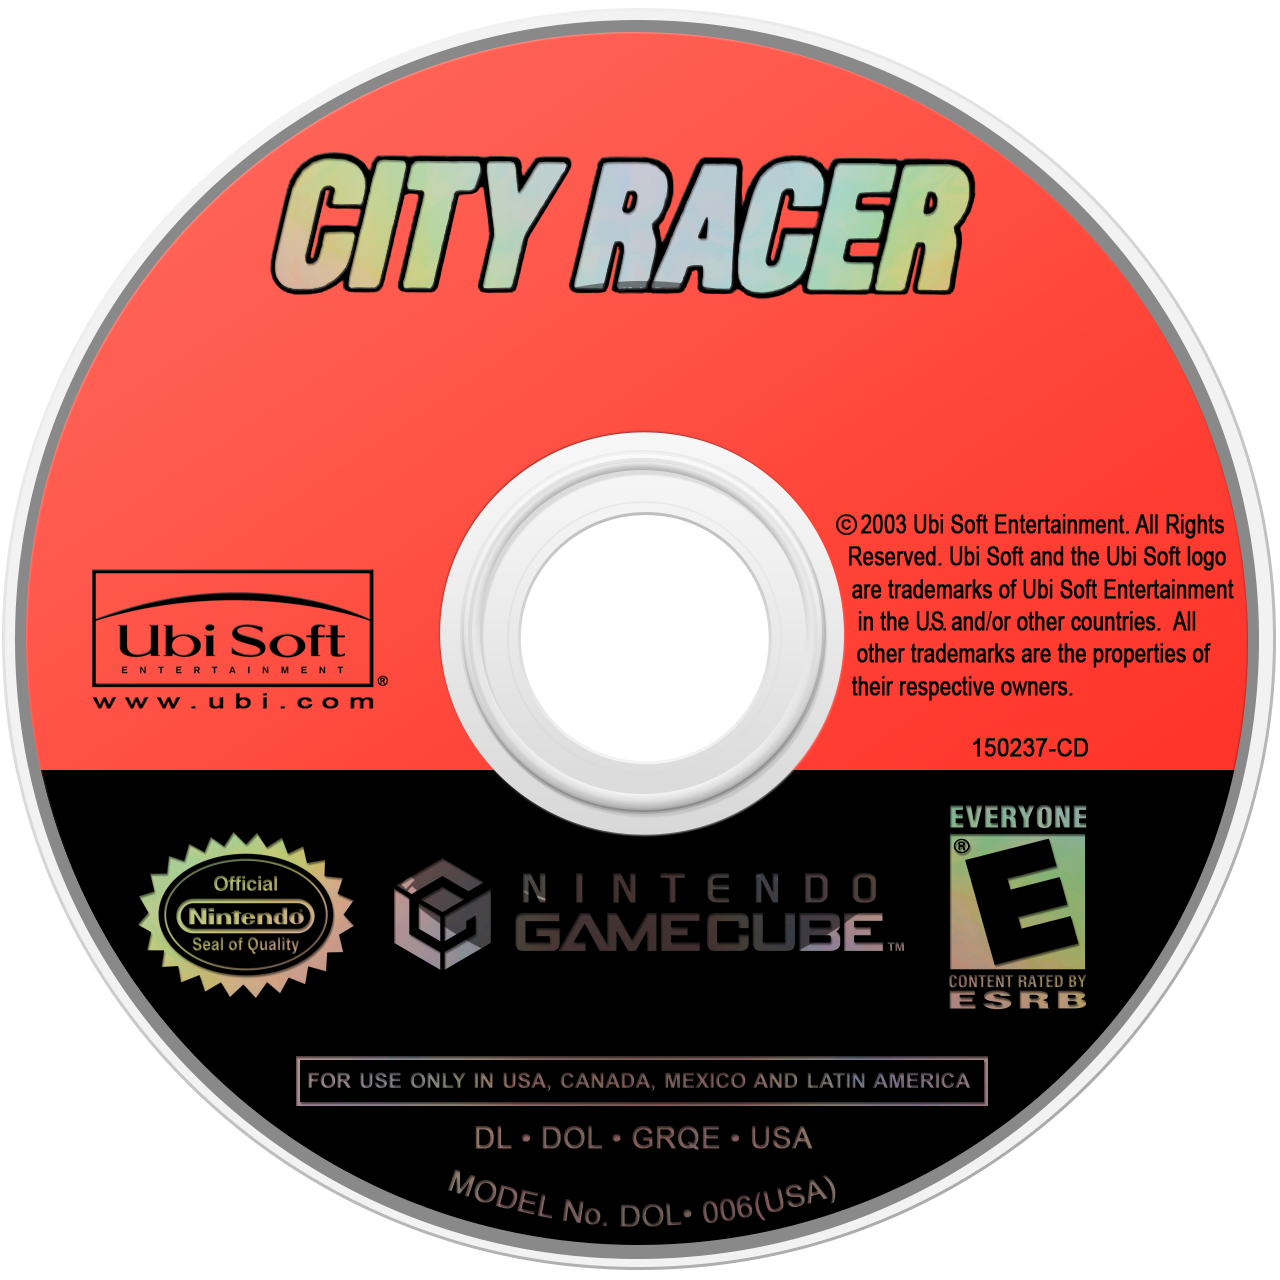 CITY RACER
© 2003 Ubi Soft Entertainment. All Rights
Reserved. Ubi Soft and the Ubi Soft logo
are trademarks of Ubi Soft Entertainment
in the U.S. and/or other countries. All
other trademarks are the properties of
their respective owners.
150237-CD
Ubi Soft
ENTERTAINMENT
®
www.ubi.com
Official
Nintendo®
Seal of Quality
NINTENDO
GAMECUBE™
EVERYONE
®
E
CONTENT RATED BY
ESRB
FOR USE ONLY IN USA, CANADA, MEXICO AND LATIN AMERICA
DL • DOL • GRQE • USA
MODEL No. DOL• 006(USA)